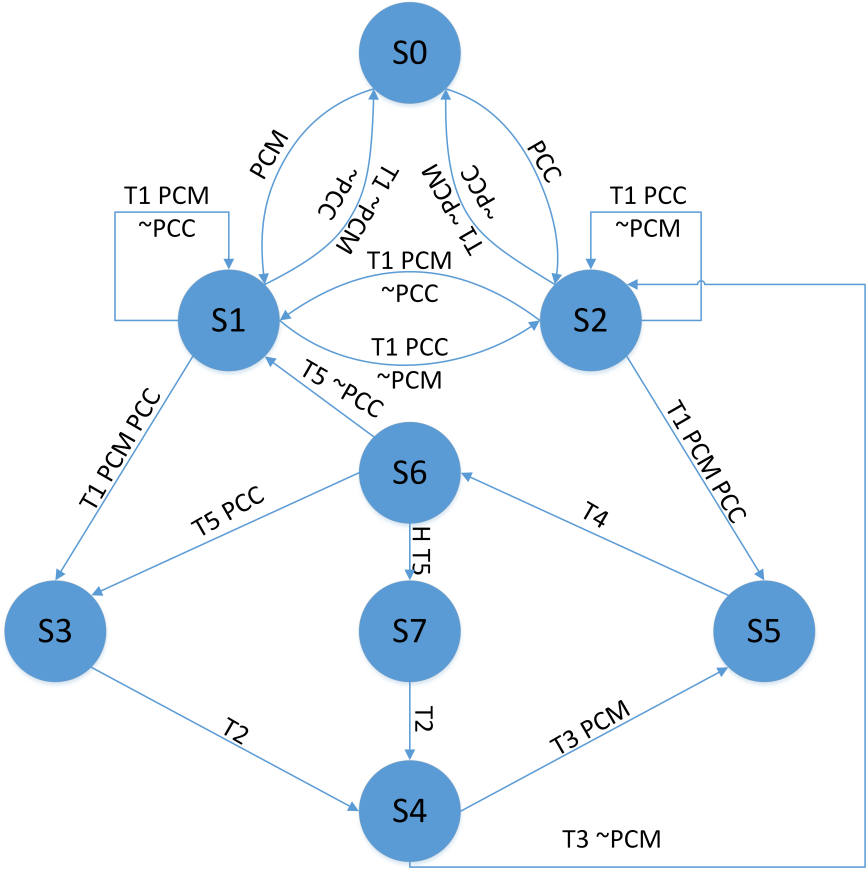 S0
PCM
T1 ~PCM
~PCC
T1 ~PCM
~PCC
PCC
T1 PCM
~PCC
T1 PCC
~PCM
T1 PCM
~PCC
S1
S2
T1 PCC
~PCM
T5 ~PCC
T1 PCM PCC
T1 PCM PCC
S6
T5 PCC
H T5
T4
S3
S7
S5
T2
T2
T3 PCM
S4
T3 ~PCM